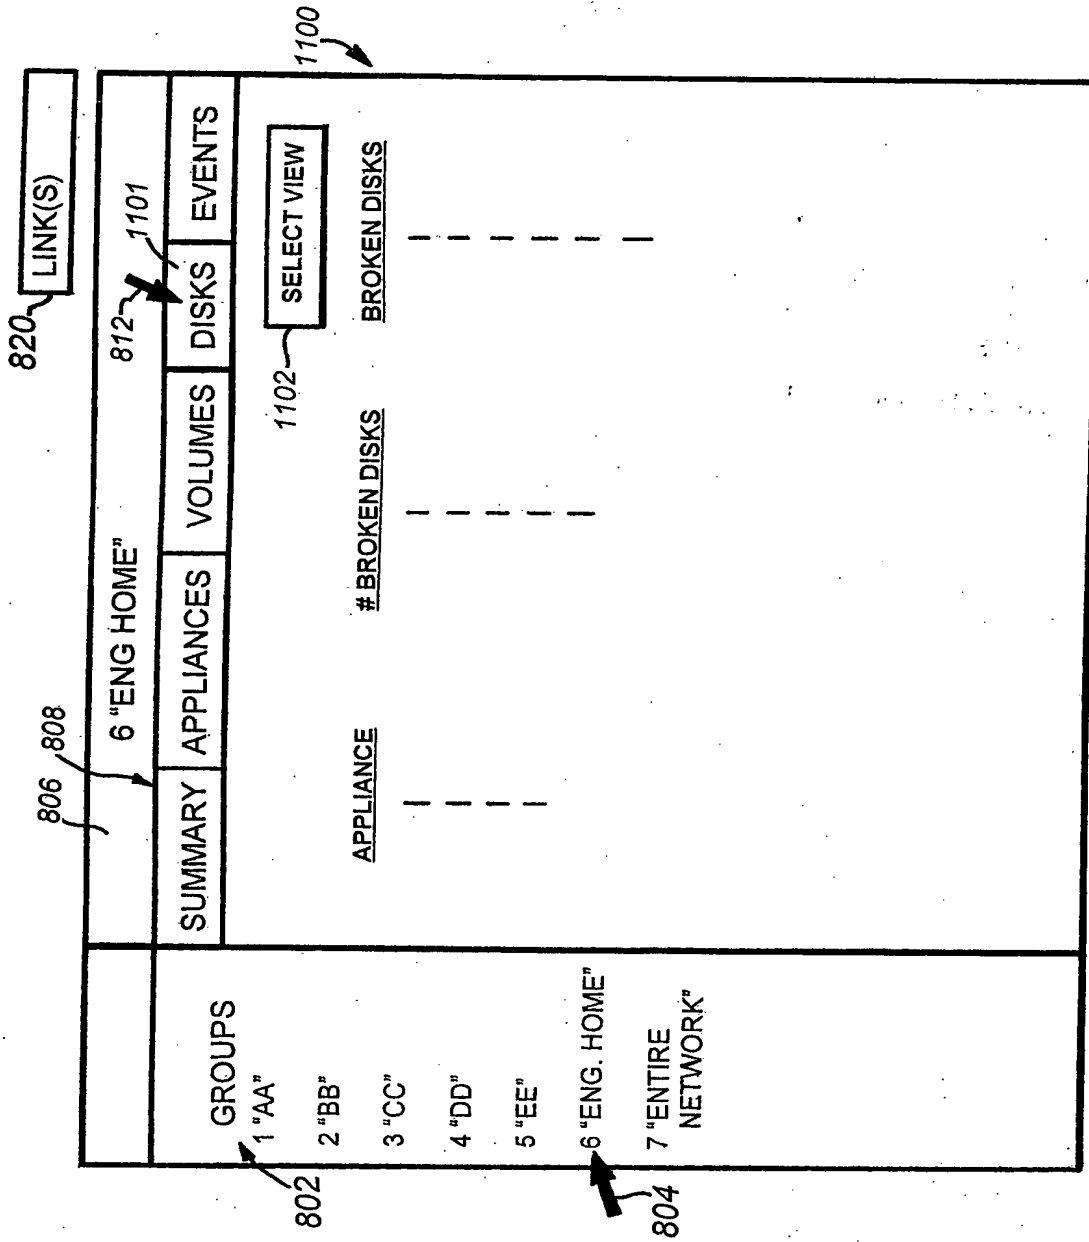 820
LINK(S)
1100
806
808
6 “ENG HOME”
812
1101
SUMMARY
APPLIANCES
VOLUMES
DISKS
EVENTS
1102
SELECT VIEW
APPLIANCE
# BROKEN DISKS
BROKEN DISKS
802
GROUPS
1 “AA”
2 “BB”
3 “CC”
4 “DD”
5 “EE”
6 “ENG. HOME”
7 “ENTIRE
NETWORK”
804